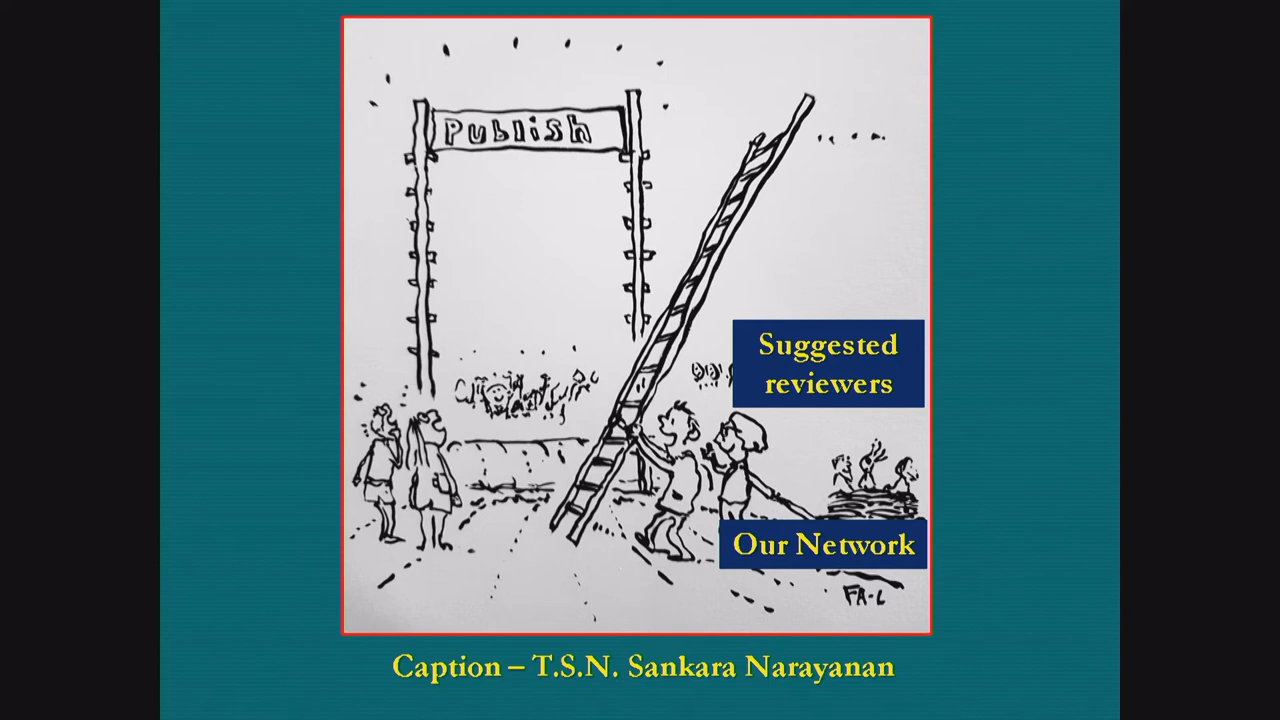 Publish
Suggested
reviewers
Our Network
FA-L
Caption – T.S.N. Sankara Narayanan